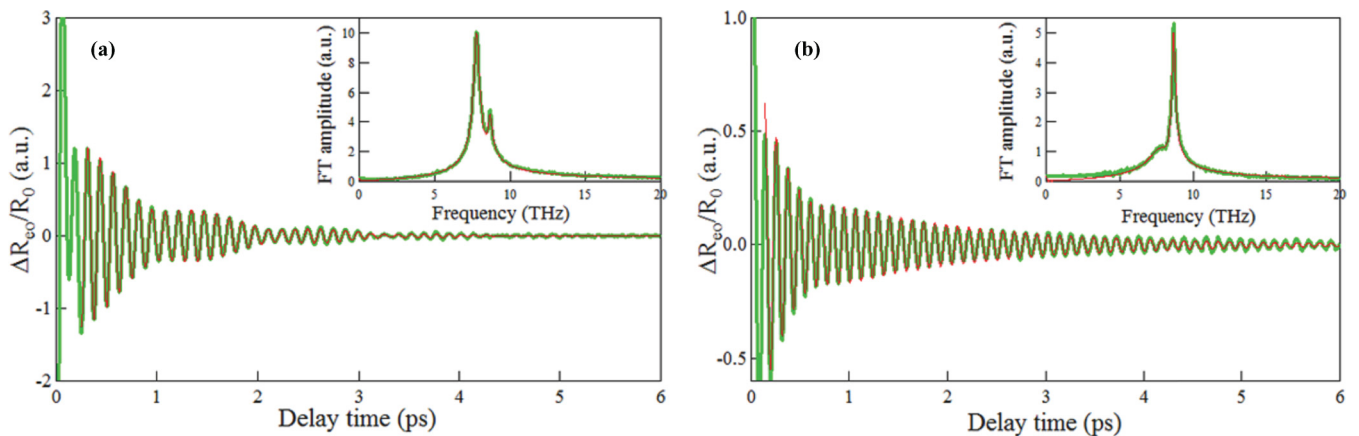 (a)
ΔR_eo/R_0 (a.u.)
3
2
1
0
-1
-2
0 1 2 3 4 5 6
Delay time (ps)
FT amplitude (a.u.)
10
8
6
4
2
0
0 5 10 15 20
Frequency (THz)
(b)
ΔR_eo/R_0 (a.u.)
1.0
0.5
0.0
-0.5
0 1 2 3 4 5 6
Delay time (ps)
FT amplitude (a.u.)
5
4
3
2
1
0
0 5 10 15 20
Frequency (THz)